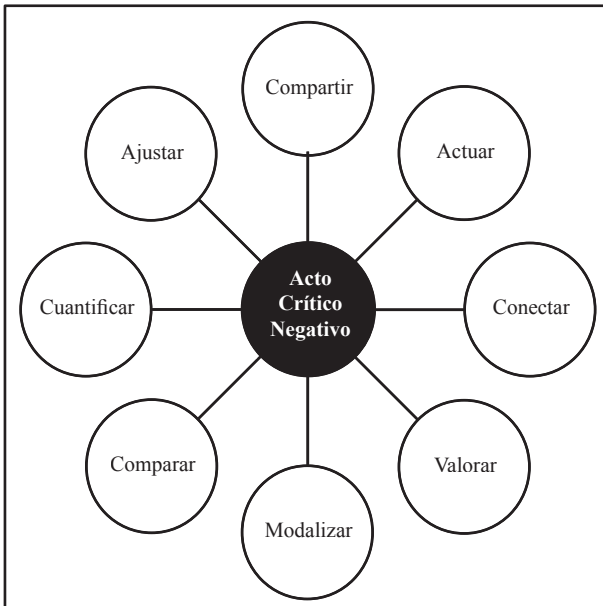 Compartir
Ajustar
Actuar
Acto
Crítico
Negativo
Cuantificar
Conectar
Comparar
Valorar
Modalizar